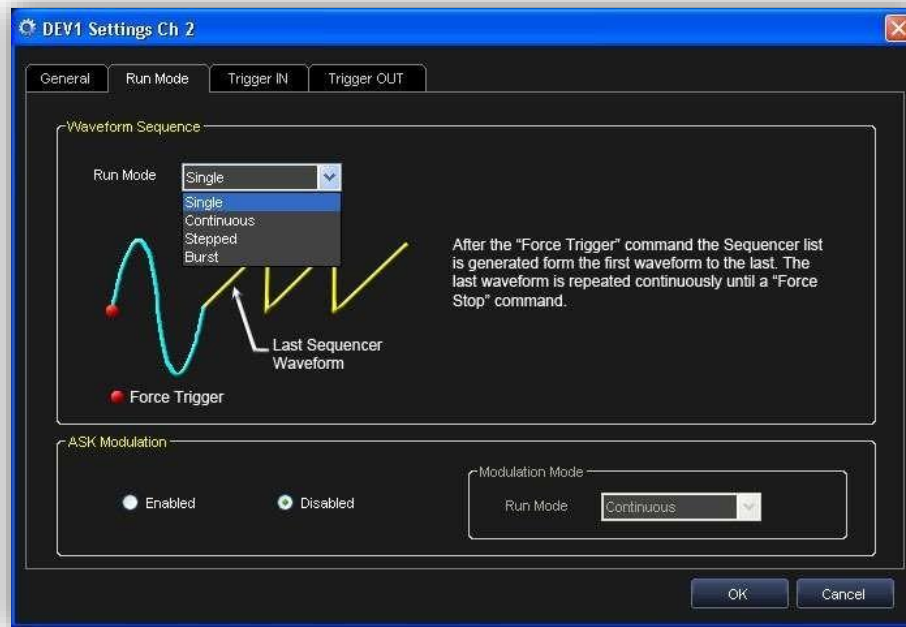 DEV1 Settings Ch 2
General
Run Mode
Trigger IN
Trigger OUT
Waveform Sequence
Run Mode
Single
Single
Continuous
Stepped
Burst
After the "Force Trigger" command the Sequencer list
is generated form the first waveform to the last. The
last waveform is repeated continuously until a "Force
Stop" command.
Last Sequencer
Waveform
Force Trigger
ASK Modulation
Enabled
Disabled
Modulation Mode
Run Mode
Continuous
OK
Cancel